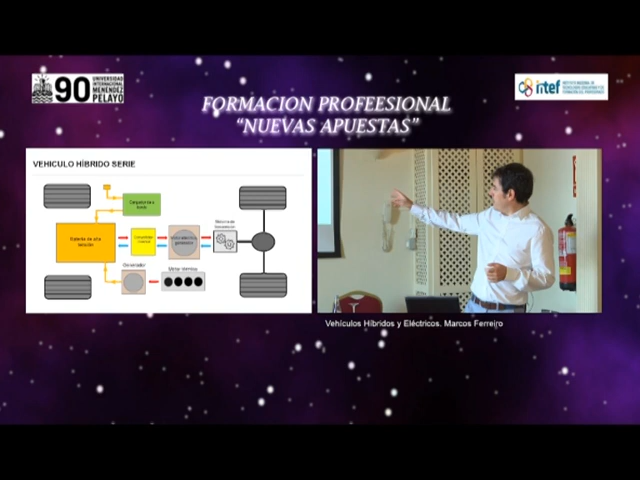 90
UNIVERSIDAD
INTERNACIONAL
MENÉNDEZ
PELAYO
intef
FORMACION PROFEESIONAL
“NUEVAS APUESTAS”
VEHICULO HÍBRIDO SERIE
Sistema de alta
tensión
Generador
Motor térmico
Vehículos Híbridos y Eléctricos. Marcos Ferreiro